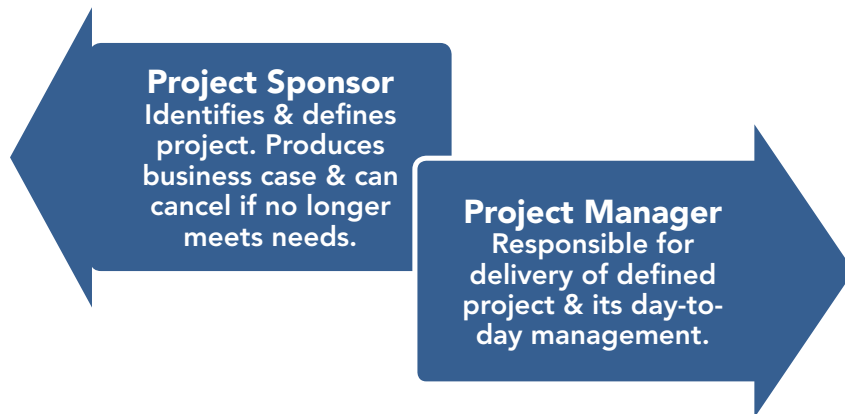 Project Sponsor
Identifies & defines
project. Produces
business case & can
cancel if no longer
meets needs.
Project Manager
Responsible for
delivery of defined
project & its day-to-
day management.